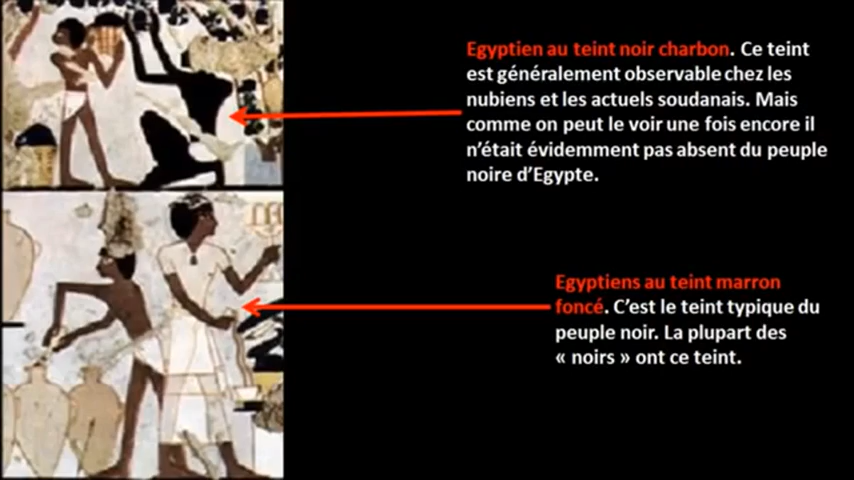 Egyptien au teint noir charbon. Ce teint
est généralement observable chez les
nubiens et les actuels soudanais. Mais
comme on peut le voir une fois encore il
n’était évidemment pas absent du peuple
noire d’Egypte.
Egyptiens au teint marron
foncé. C’est le teint typique du
peuple noir. La plupart des
« noirs » ont ce teint.